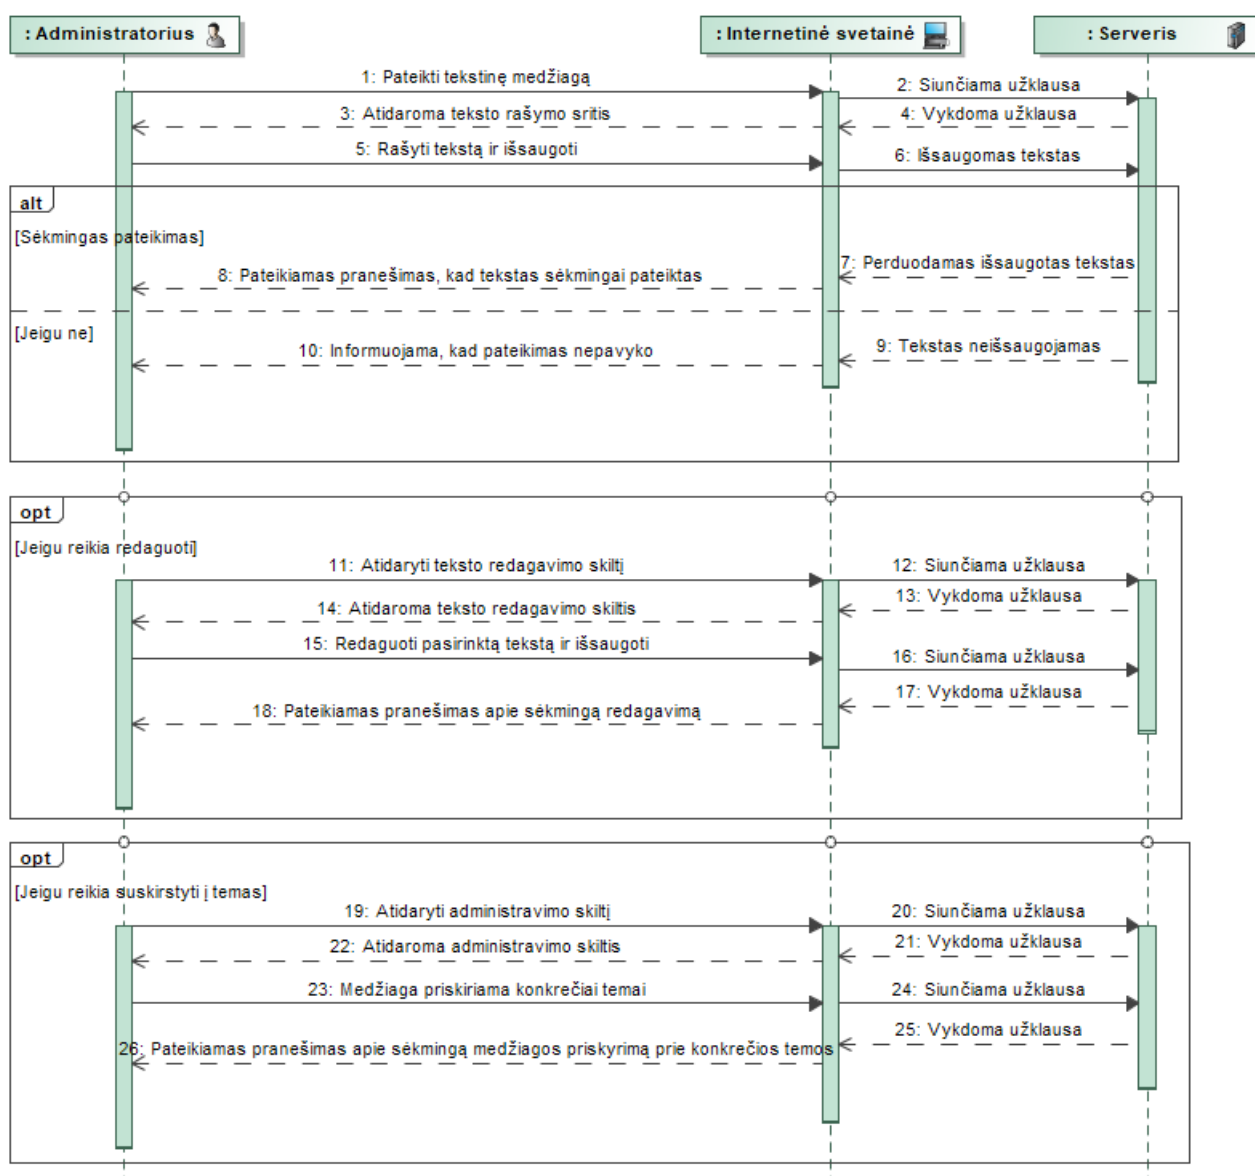 : Administratorius
: Internetinė svetainė
: Serveris
1: Pateikti tekstinę medžiagą
2: Siunčiama užklausa
3: Atidaroma teksto rašymo sritis
4: Vykdoma užklausa
5: Rašyti tekstą ir išsaugoti
6: Išsaugomas tekstas
alt
[Sėkmingas pateikimas]
7: Perduodamas išsaugotas tekstas
8: Pateikiamas pranešimas, kad tekstas sėkmingai pateiktas
[Jeigu ne]
9: Tekstas neišsaugojamas
10: Informuojama, kad pateikimas nepavyko
opt
[Jeigu reikia redaguoti]
11: Atidaryti teksto redagavimo skiltį
12: Siunčiama užklausa
13: Vykdoma užklausa
14: Atidaroma teksto redagavimo skiltis
15: Redaguoti pasirinktą tekstą ir išsaugoti
16: Siunčiama užklausa
17: Vykdoma užklausa
18: Pateikiamas pranešimas apie sėkmingą redagavimą
opt
[Jeigu reikia suskirstyti į temas]
19: Atidaryti administravimo skiltį
20: Siunčiama užklausa
21: Vykdoma užklausa
22: Atidaroma administravimo skiltis
23: Medžiaga priskiriama konkrečiai temai
24: Siunčiama užklausa
25: Vykdoma užklausa
26: Pateikiamas pranešimas apie sėkmingą medžiagos priskyrimą prie konkrečios temos